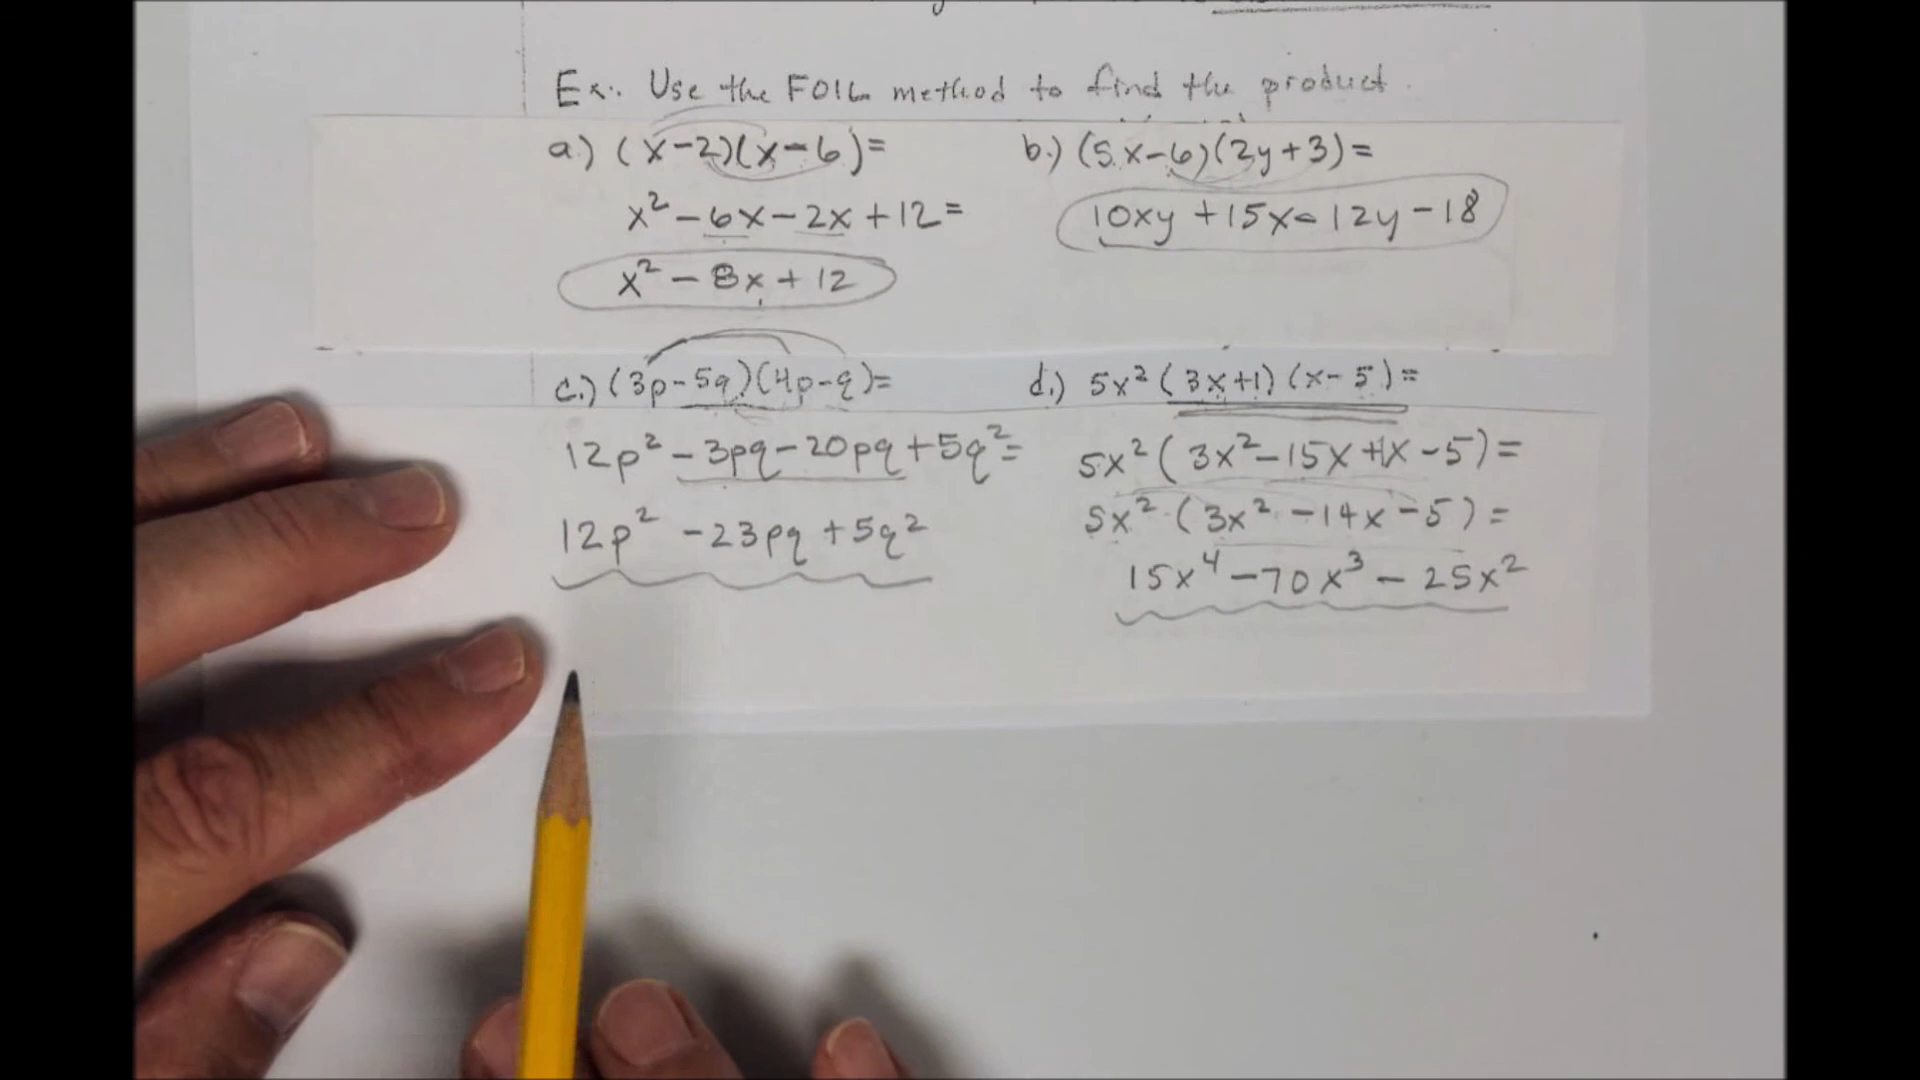 Ex: Use the FOIL method to find the product.
a.) (x-2)(x-6)=
x² - 6x - 2x + 12 =
x² - 8x + 12
b.) (5x-6)(2y+3)=
10xy + 15x - 12y - 18
c.) (3p-5q)(4p-q)=
12p² - 3pq - 20pq + 5q² =
12p² - 23pq + 5q²
d.) 5x² (3x+1)(x-5)=
5x² (3x² - 15x + 1x - 5) =
5x² (3x² - 14x - 5) =
15x⁴ - 70x³ - 25x²